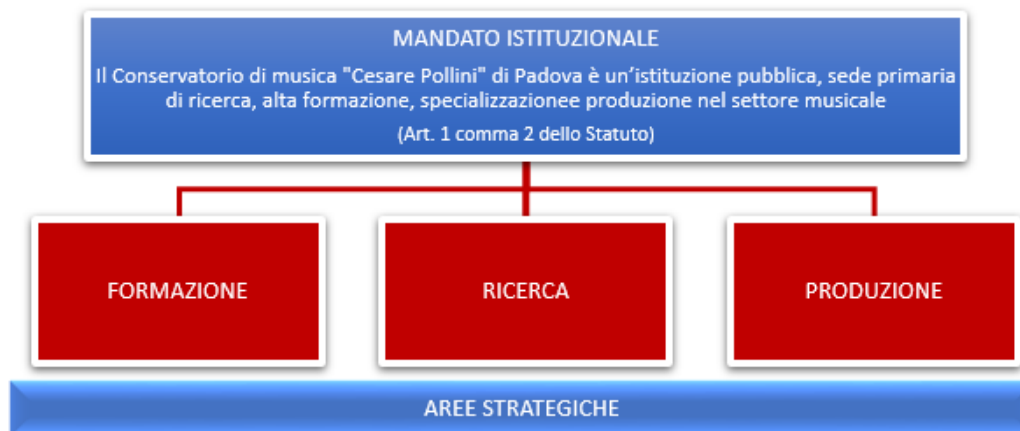 MANDATO ISTITUZIONALE
Il Conservatorio di musica "Cesare Pollini" di Padova è un'istituzione pubblica, sede primaria
di ricerca, alta formazione, specializzazionee produzione nel settore musicale
(Art. 1 comma 2 dello Statuto)
FORMAZIONE
RICERCA
PRODUZIONE
AREE STRATEGICHE